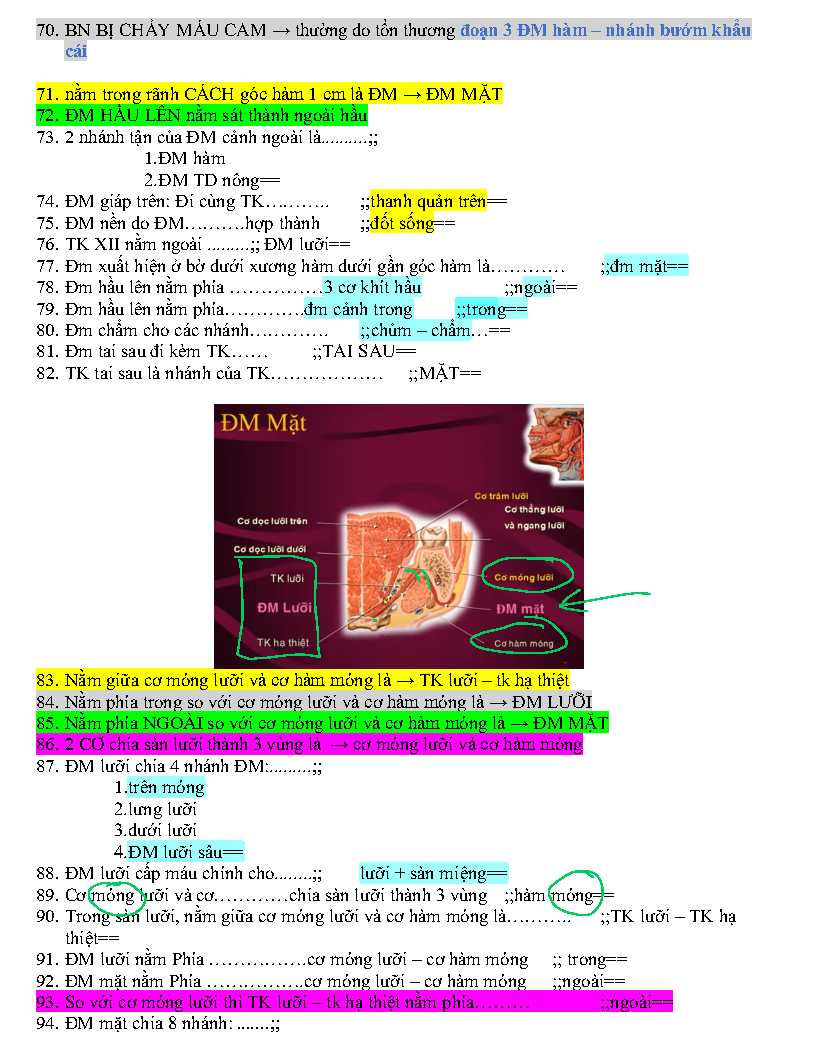 70. BN BỊ CHẢY MÁU CAM → thường do tổn thương đoạn 3 ĐM hàm – nhánh bướm khẩu
cái
71. nằm trong rãnh CÁCH góc hàm 1 cm là ĐM → ĐM MẶT
72. ĐM HẦU LÊN nằm sát thành ngoài hầu
73. 2 nhánh tận của ĐM cảnh ngoài là..........;;
1.ĐM hàm
2.ĐM TD nông==
74. ĐM giáp trên: Đi cùng TK……….. ;;thanh quản trên==
75. ĐM nền do ĐM……….hợp thành ;;đốt sống==
76. TK XII nằm ngoài .........;; ĐM lưỡi==
77. Đm xuất hiện ở bờ dưới xương hàm dưới gần góc hàm là………… ;;đm mặt==
78. Đm hầu lên nằm phía ……………3 cơ khít hầu ;;ngoài==
79. Đm hầu lên nằm phía………….đm cảnh trong ;;trong==
80. Đm chẩm cho các nhánh…………. ;;chũm – chẩm…==
81. Đm tai sau đi kèm TK…… ;;TAI SAU==
82. TK tai sau là nhánh của TK……………… ;;MẶT==
ĐM Mặt
Cơ trâm lưỡi
Cơ thẳng lưỡi
và ngang lưỡi
Cơ dọc lưỡi trên
Cơ dọc lưỡi dưới
TK lưỡi
Cơ móng lưỡi
ĐM Lưỡi
ĐM mặt
TK hạ thiệt
Cơ hàm móng
83. Nằm giữa cơ móng lưỡi và cơ hàm móng là → TK lưỡi – tk hạ thiệt
84. Nằm phía trong so với cơ móng lưỡi và cơ hàm móng là → ĐM LƯỠI
85. Nằm phía NGOÀI so với cơ móng lưỡi và cơ hàm móng là → ĐM MẶT
86. 2 CƠ chia sàn lưỡi thành 3 vùng là → cơ móng lưỡi và cơ hàm móng
87. ĐM lưỡi chia 4 nhánh ĐM:.........;;
1.trên móng
2.lưng lưỡi
3.dưới lưỡi
4.ĐM lưỡi sâu==
88. ĐM lưỡi cấp máu chính cho........;; lưỡi + sàn miệng==
89. Cơ móng lưỡi và cơ…………chia sàn lưỡi thành 3 vùng ;;hàm móng==
90. Trong sàn lưỡi, nằm giữa cơ móng lưỡi và cơ hàm móng là……….. ;;TK lưỡi – TK hạ
thiệt==
91. ĐM lưỡi nằm Phía …………….cơ móng lưỡi – cơ hàm móng ;; trong==
92. ĐM mặt nằm Phía …………….cơ móng lưỡi – cơ hàm móng ;;ngoài==
93. So với cơ móng lưỡi thì TK lưỡi – tk hạ thiệt nằm phía……… ;;ngoài==
94. ĐM mặt chia 8 nhánh: .......;;